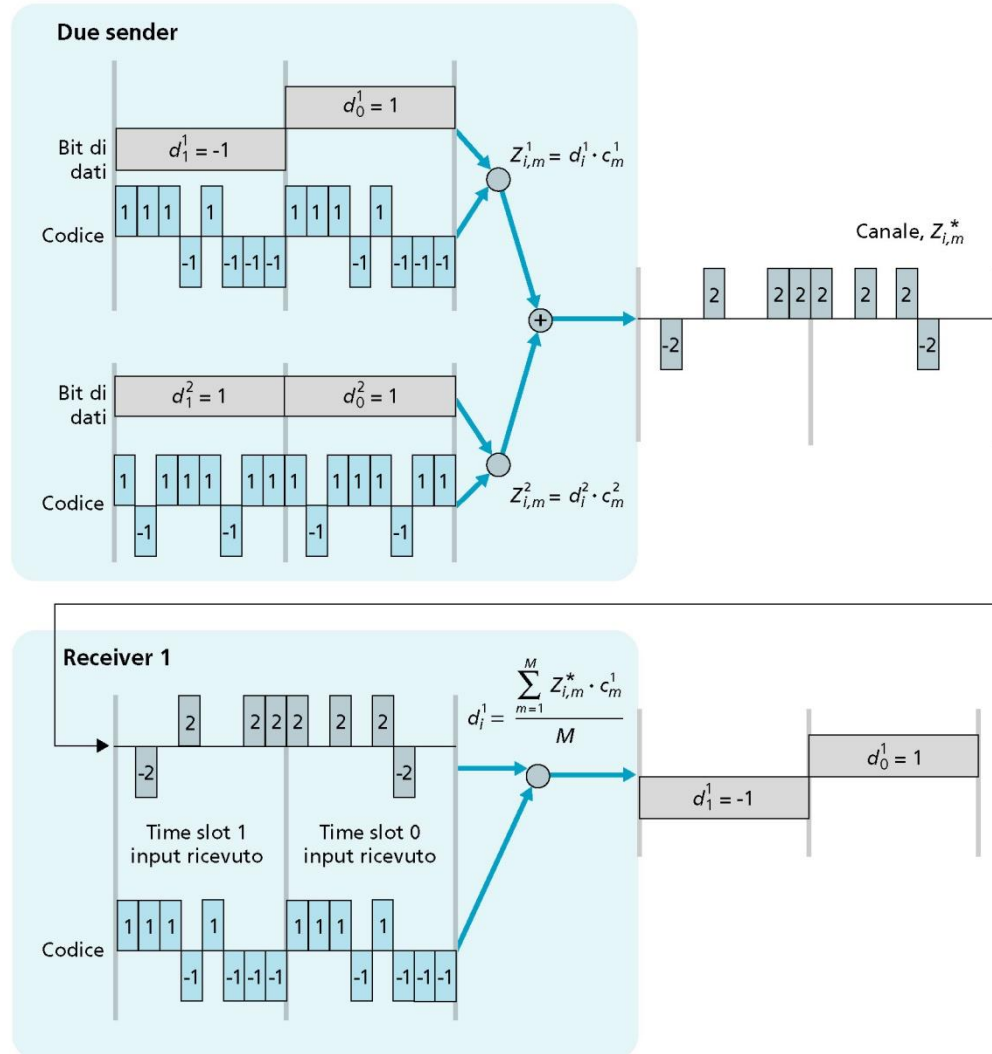 Due sender
d_0^1 = 1
d_1^1 = -1
Bit di
dati
Z_{i,m}^1 = d_i^1 · c_m^1
1 1 1 -1 1 -1 -1 -1 1 1 1 -1 1 -1 -1 -1
Codice
Canale, Z_{i,m}^*
-2 2 2 2 2 2 2 -2
+
Bit di
dati
d_1^2 = 1
d_0^2 = 1
1 -1 1 1 1 -1 1 1 1 -1 1 1 1 -1 1 1
Codice
Z_{i,m}^2 = d_i^2 · c_m^2
Receiver 1
-2 2 2 2 2 2 2 -2
d_i^1 = \frac{\sum_{m=1}^{M} Z_{i,m}^* · c_m^1}{M}
d_0^1 = 1
d_1^1 = -1
Time slot 1
input ricevuto
Time slot 0
input ricevuto
1 1 1 -1 1 -1 -1 -1 1 1 1 -1 1 -1 -1 -1
Codice